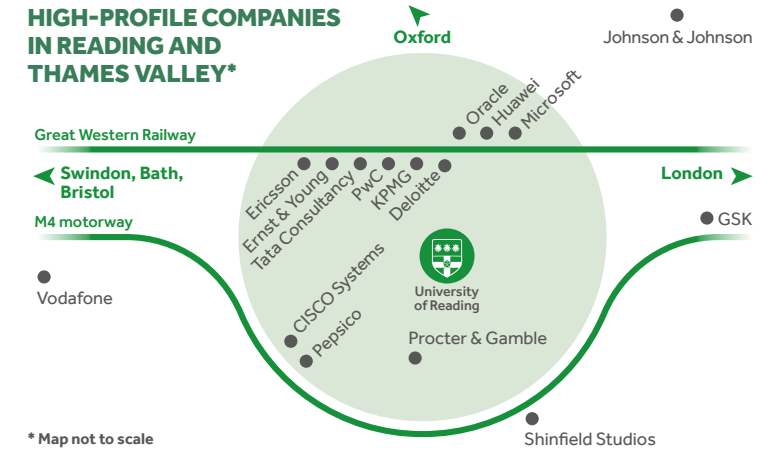 HIGH-PROFILE COMPANIES
IN READING AND
THAMES VALLEY*
Oxford
Johnson & Johnson
Oracle
Huawei
Microsoft
Great Western Railway
Swindon, Bath,
Bristol
London
Ericsson
Ernst & Young
Tata Consultancy
PwC
KPMG
Deloitte
M4 motorway
GSK
Vodafone
CISCO Systems
Pepsico
University
of Reading
Procter & Gamble
* Map not to scale
Shinfield Studios